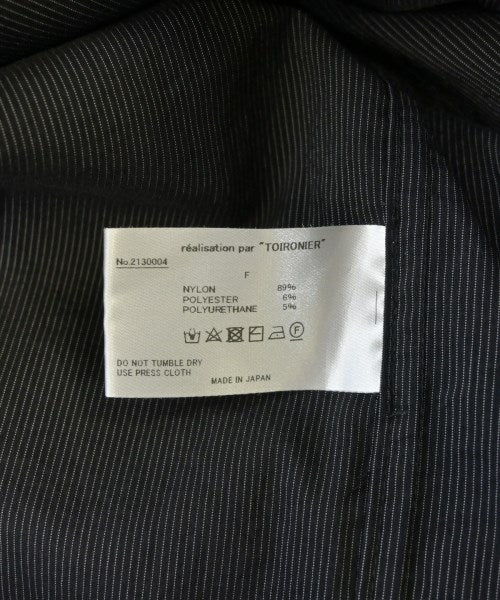 réalisation par "TOIRONIER"
No.2130004
F
NYLON 89%
POLYESTER 6%
POLYURETHANE 5%
DO NOT TUMBLE DRY
USE PRESS CLOTH
MADE IN JAPAN